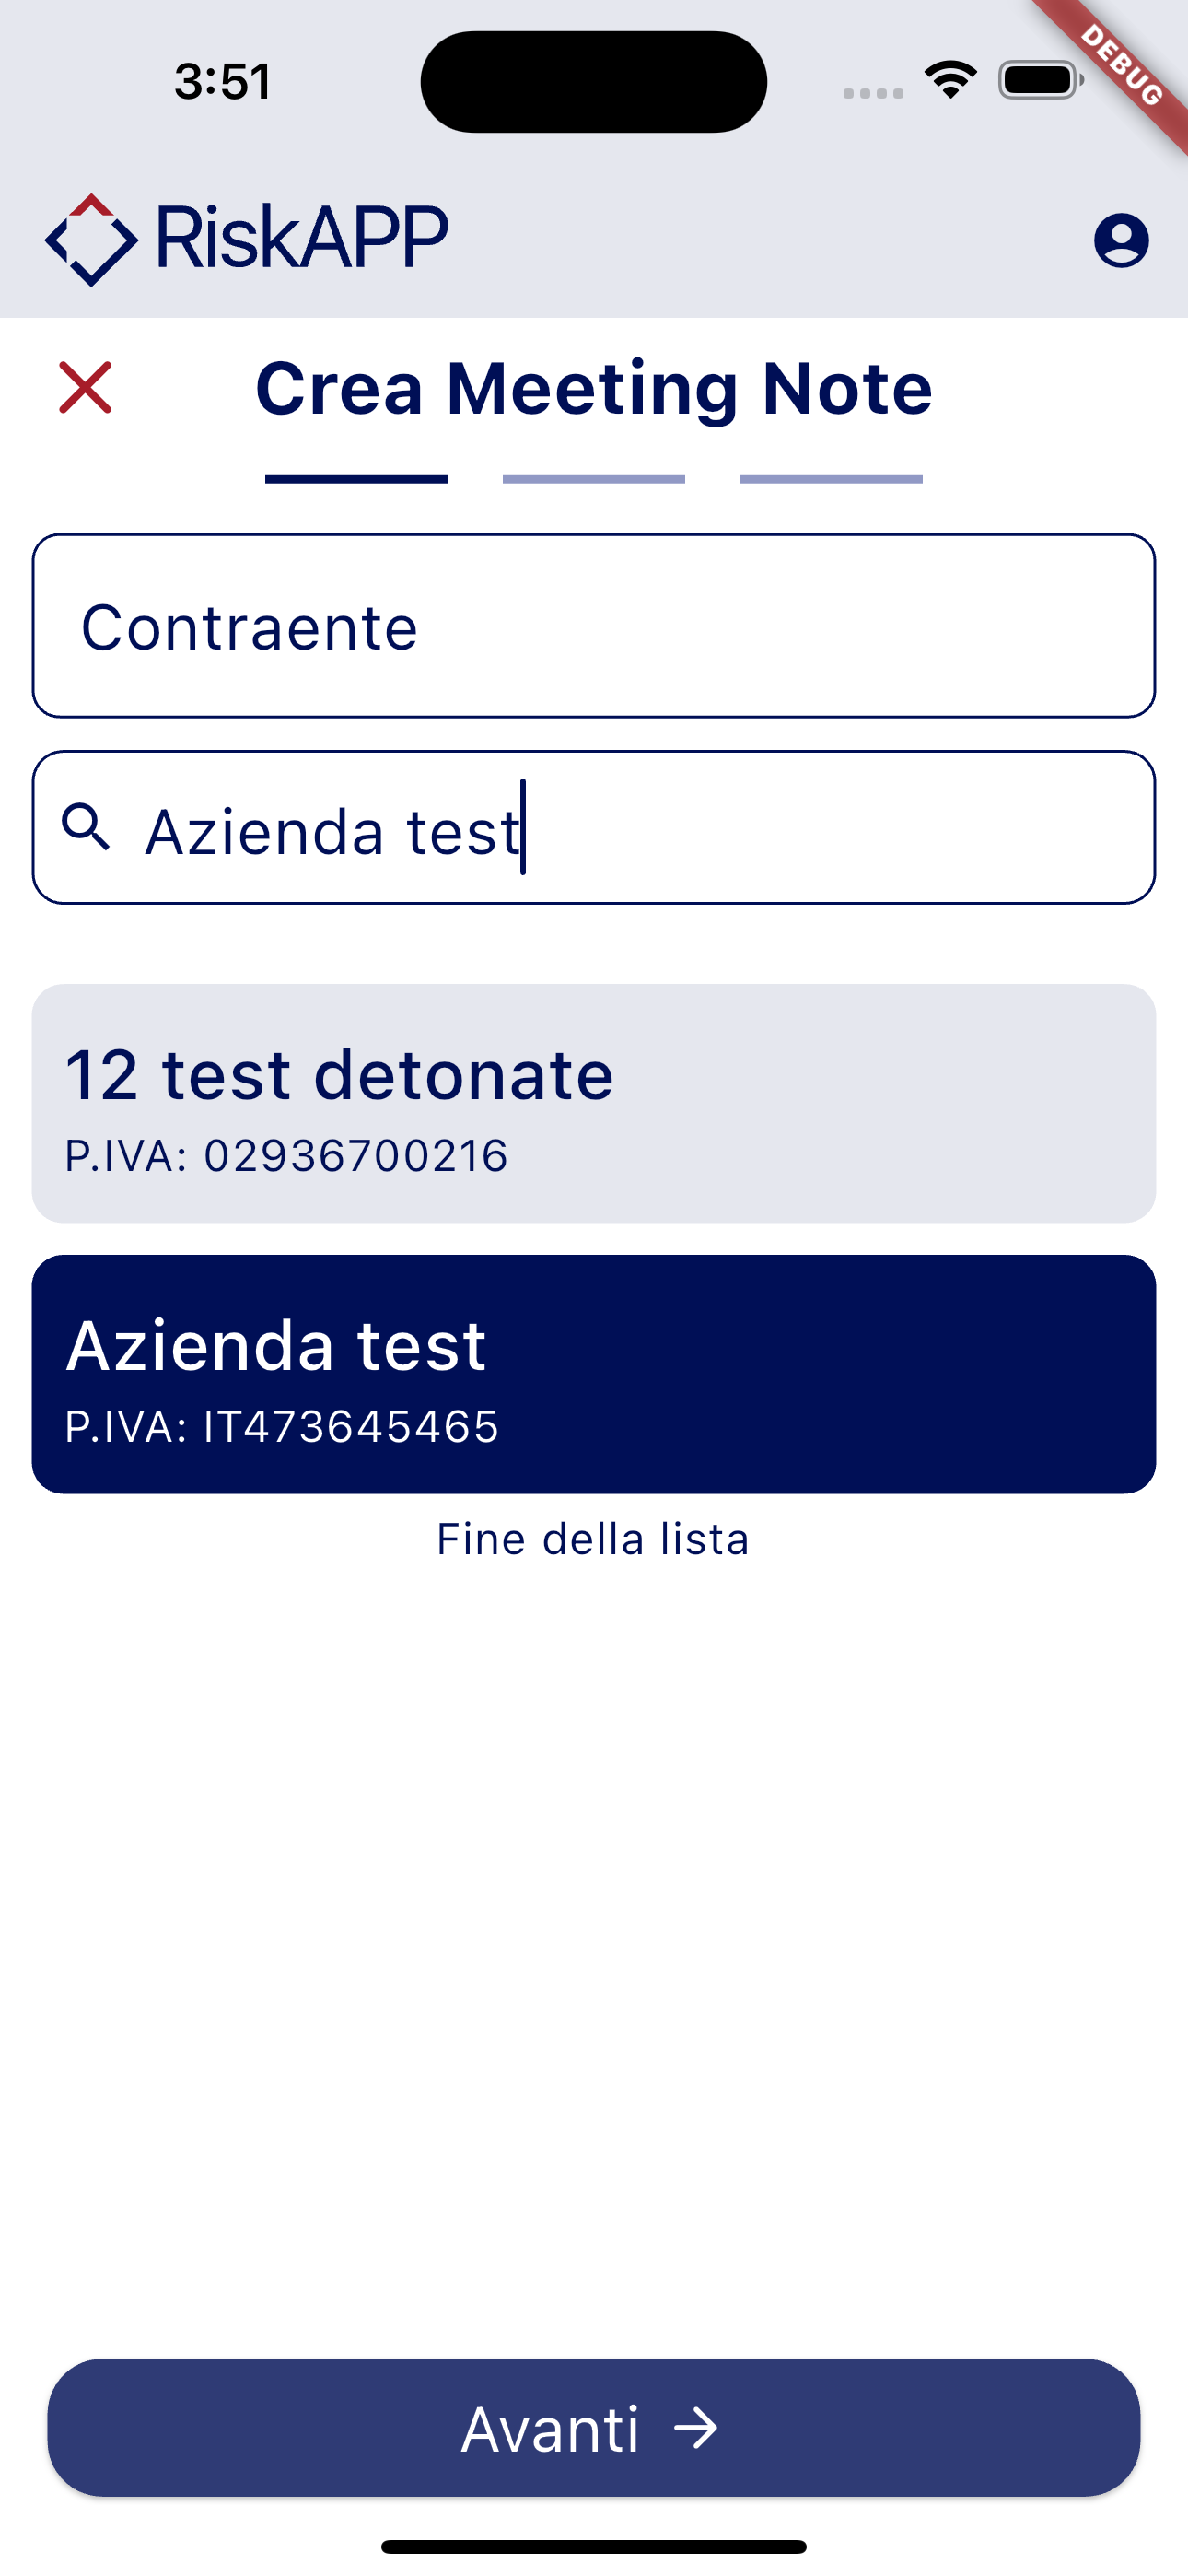 3:51
DEBUG
RiskAPP
Crea Meeting Note
Contraente
Azienda test
12 test detonate
P.IVA: 02936700216
Azienda test
P.IVA: IT473645465
Fine della lista
Avanti →